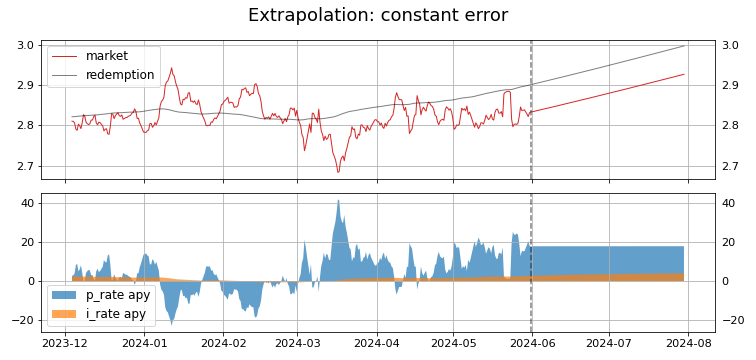 Extrapolation: constant error
3.0
2.9
2.8
2.7
3.0
2.9
2.8
2.7
market
redemption
40
20
0
−20
40
20
0
−20
p_rate apy
i_rate apy
2023-12 2024-01 2024-02 2024-03 2024-04 2024-05 2024-06 2024-07 2024-08